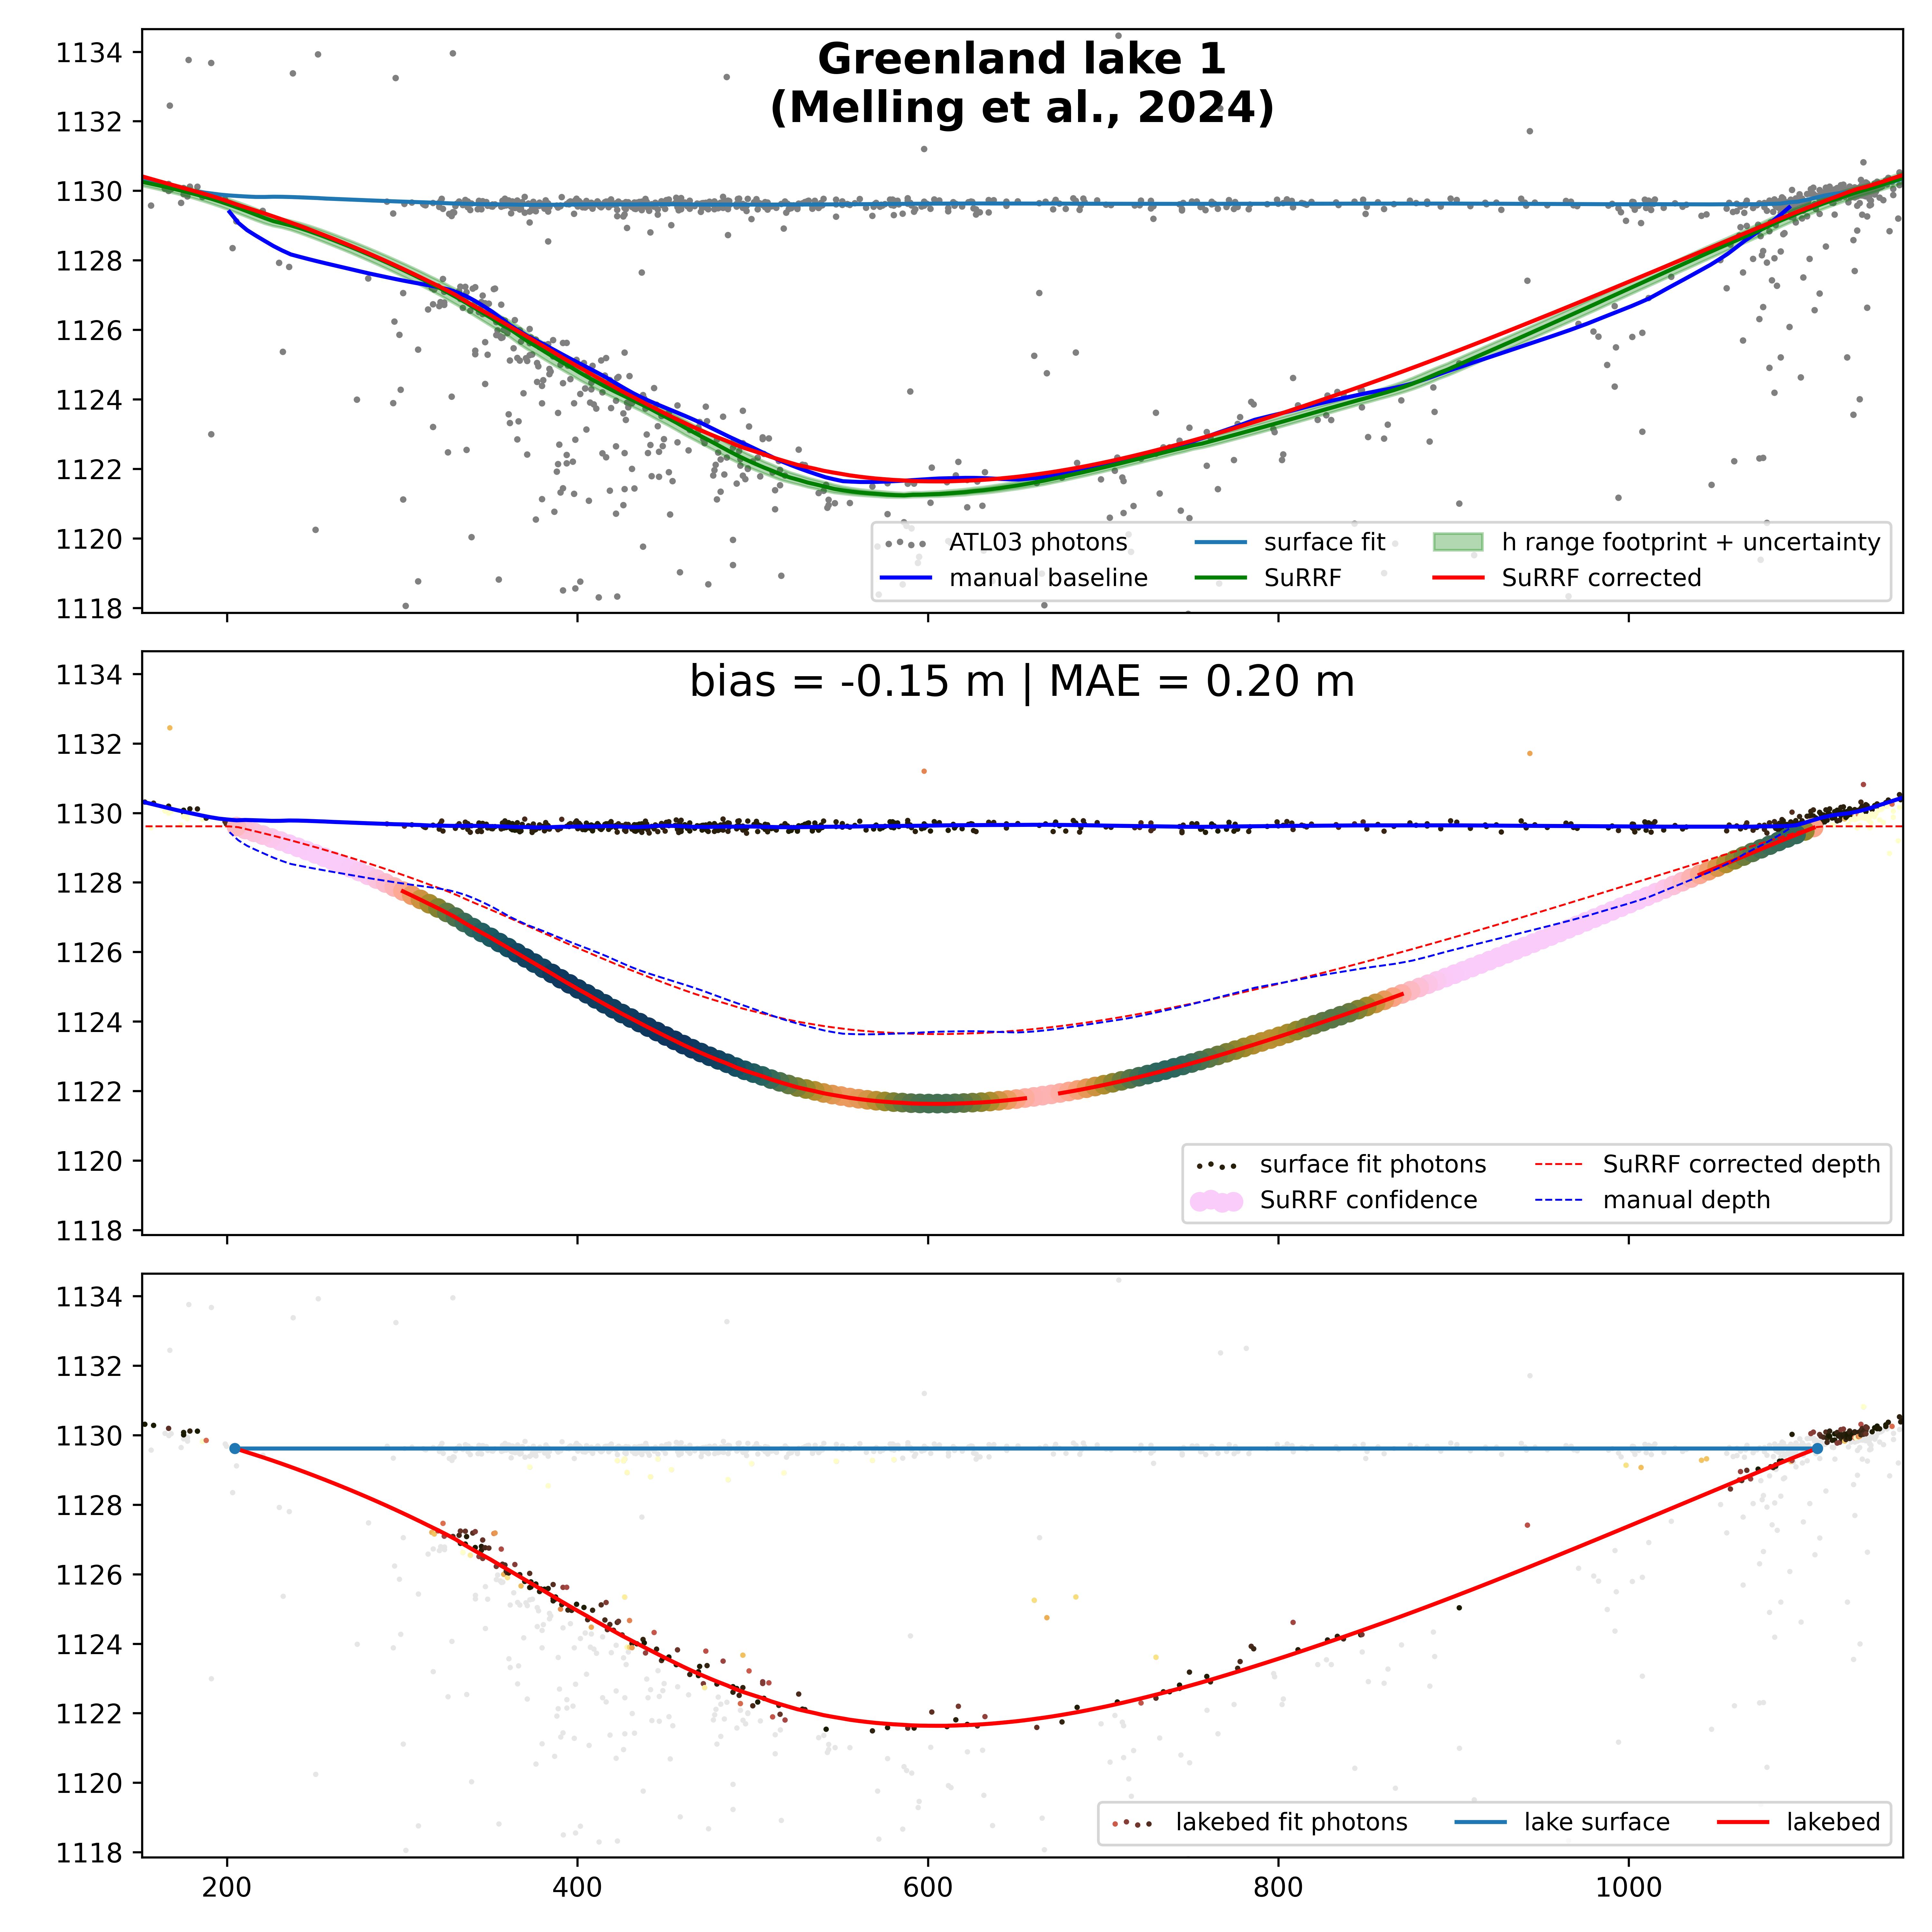 Greenland lake 1
(Melling et al., 2024)
1134
1132
1130
1128
1126
1124
1122
1120
1118
ATL03 photons
surface fit
h range footprint + uncertainty
manual baseline
SuRRF
SuRRF corrected
bias = -0.15 m | MAE = 0.20 m
1134
1132
1130
1128
1126
1124
1122
1120
1118
surface fit photons
SuRRF corrected depth
SuRRF confidence
manual depth
1134
1132
1130
1128
1126
1124
1122
1120
1118
lakebed fit photons
lake surface
lakebed
200
400
600
800
1000